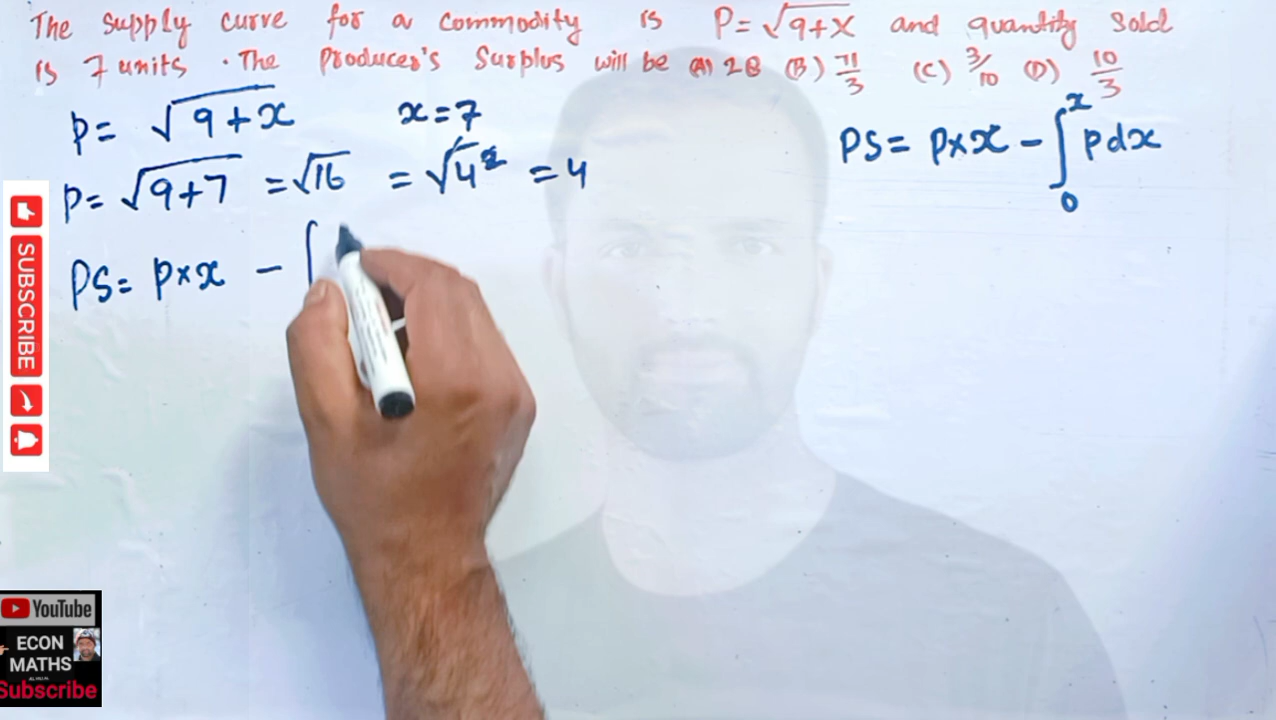 The supply curve for a commodity is P = √9+x and quantity sold
is 7 units . The Producer's Surplus will be (A) 28 (B) 71/3 (C) 3/10 (D) 10/3
p = √9+x x = 7
PS = p×x - ∫₀ˣ p dx
p = √9+7 = √16 = √4² = 4
PS = p×x - ∫
SUBSCRIBE
YouTube
ECON
MATHS
Subscribe